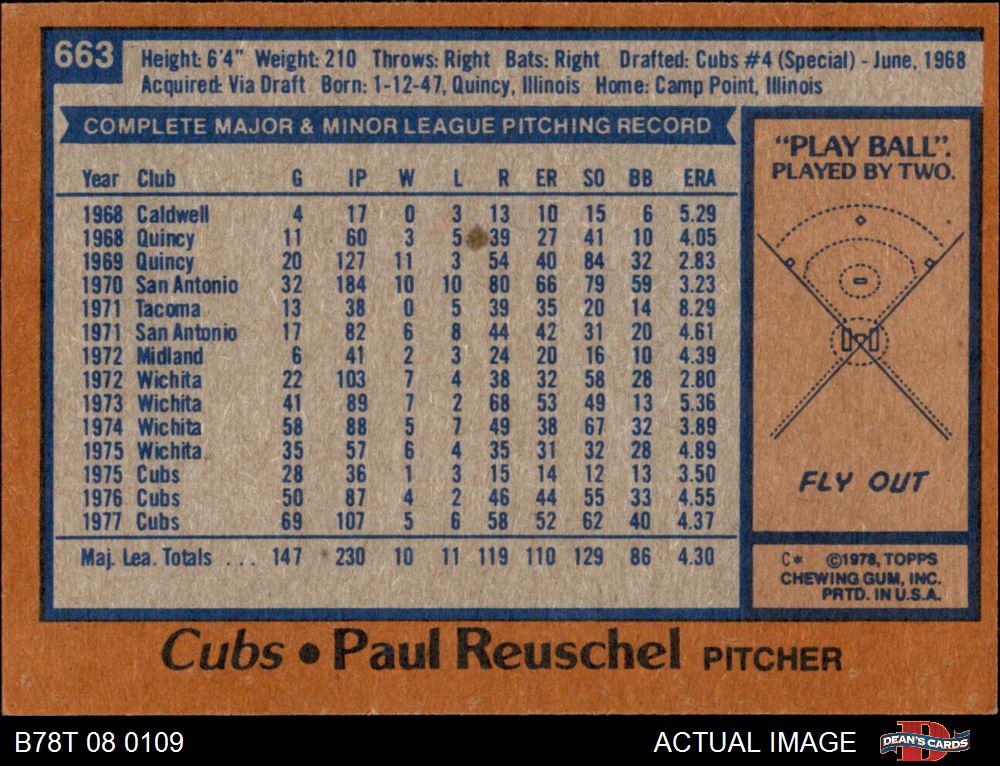 663
Height: 6'4" Weight: 210 Throws: Right Bats: Right Drafted: Cubs #4 (Special) - June, 1968
Acquired: Via Draft Born: 1-12-47, Quincy, Illinois Home: Camp Point, Illinois
COMPLETE MAJOR & MINOR LEAGUE PITCHING RECORD
Year Club G IP W L R ER SO BB ERA
1968 Caldwell 4 17 0 3 13 10 15 6 5.29
1968 Quincy 11 60 3 5 39 27 41 10 4.05
1969 Quincy 20 127 11 3 54 40 84 32 2.83
1970 San Antonio 32 184 10 10 80 66 79 59 3.23
1971 Tacoma 13 38 0 5 39 35 20 14 8.29
1971 San Antonio 17 82 6 8 44 42 31 20 4.61
1972 Midland 6 41 2 3 24 20 16 10 4.39
1972 Wichita 22 103 7 4 38 32 58 28 2.80
1973 Wichita 41 89 7 2 68 53 49 13 5.36
1974 Wichita 58 88 5 7 49 38 67 32 3.89
1975 Wichita 35 57 6 4 35 31 32 28 4.89
1975 Cubs 28 36 1 3 15 14 12 13 3.50
1976 Cubs 50 87 4 2 46 44 55 33 4.55
1977 Cubs 69 107 5 6 58 52 62 40 4.37
Maj. Lea. Totals ... 147 230 10 11 119 110 129 86 4.30
"PLAY BALL".
PLAYED BY TWO.
FLY OUT
C* ©1978, TOPPS
CHEWING GUM, INC.
PRTD. IN U.S.A.
Cubs • Paul Reuschel PITCHER
B78T 08 0109
ACTUAL IMAGE
DEAN'S CARDS